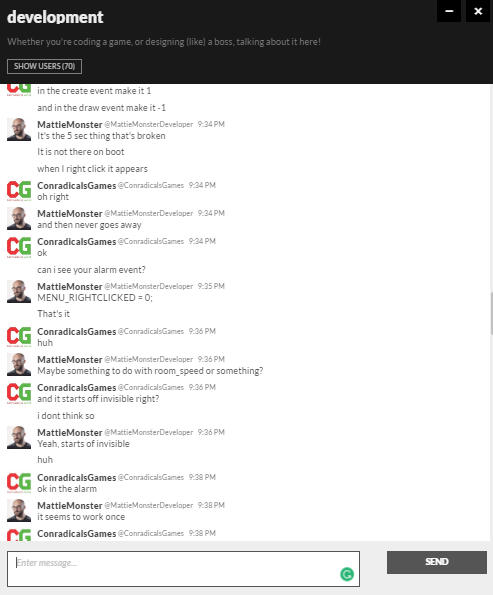 development
Whether you're coding a game, or designing (like) a boss, talking about it here!
SHOW USERS (70)
CG
in the create event make it 1
and in the draw event make it -1
MattieMonster @MattieMonsterDeveloper 9:34 PM
It's the 5 sec thing that's broken
It is not there on boot
when I right click it appears
CG ConradicalsGames @ConradicalsGames 9:34 PM
oh right
MattieMonster @MattieMonsterDeveloper 9:34 PM
and then never goes away
CG ConradicalsGames @ConradicalsGames 9:34 PM
ok
can i see your alarm event?
MattieMonster @MattieMonsterDeveloper 9:35 PM
MENU_RIGHTCLICKED = 0;
That's it
CG ConradicalsGames @ConradicalsGames 9:36 PM
huh
MattieMonster @MattieMonsterDeveloper 9:36 PM
Maybe something to do with room_speed or something?
CG ConradicalsGames @ConradicalsGames 9:36 PM
and it starts off invisible right?
i dont think so
MattieMonster @MattieMonsterDeveloper 9:36 PM
Yeah, starts of invisible
huh
CG ConradicalsGames @ConradicalsGames 9:38 PM
ok in the alarm
MattieMonster @MattieMonsterDeveloper 9:38 PM
it seems to work once
CG ConradicalsGames @ConradicalsGames 9:38 PM
Enter message...
SEND